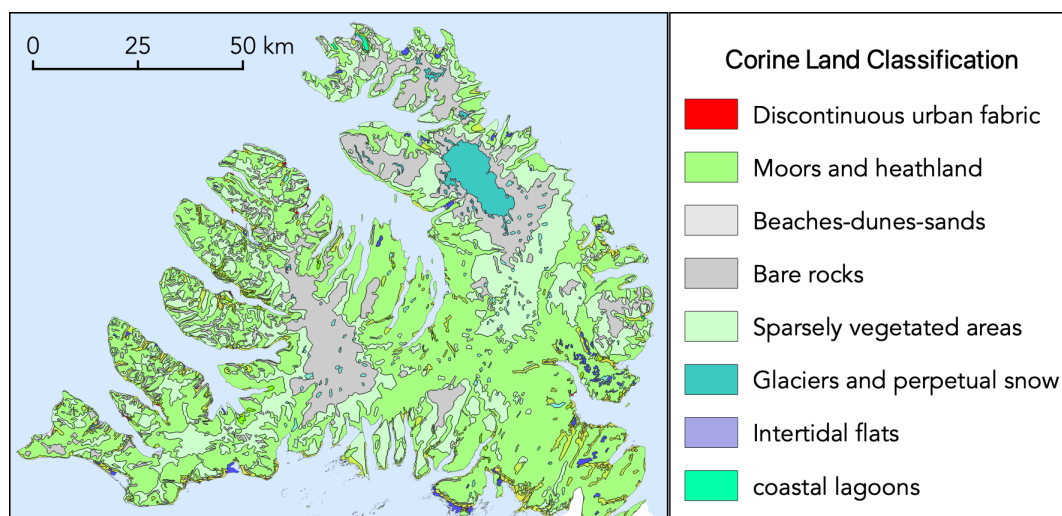 0 25 50 km
Corine Land Classification
Discontinuous urban fabric
Moors and heathland
Beaches-dunes-sands
Bare rocks
Sparsely vegetated areas
Glaciers and perpetual snow
Intertidal flats
coastal lagoons